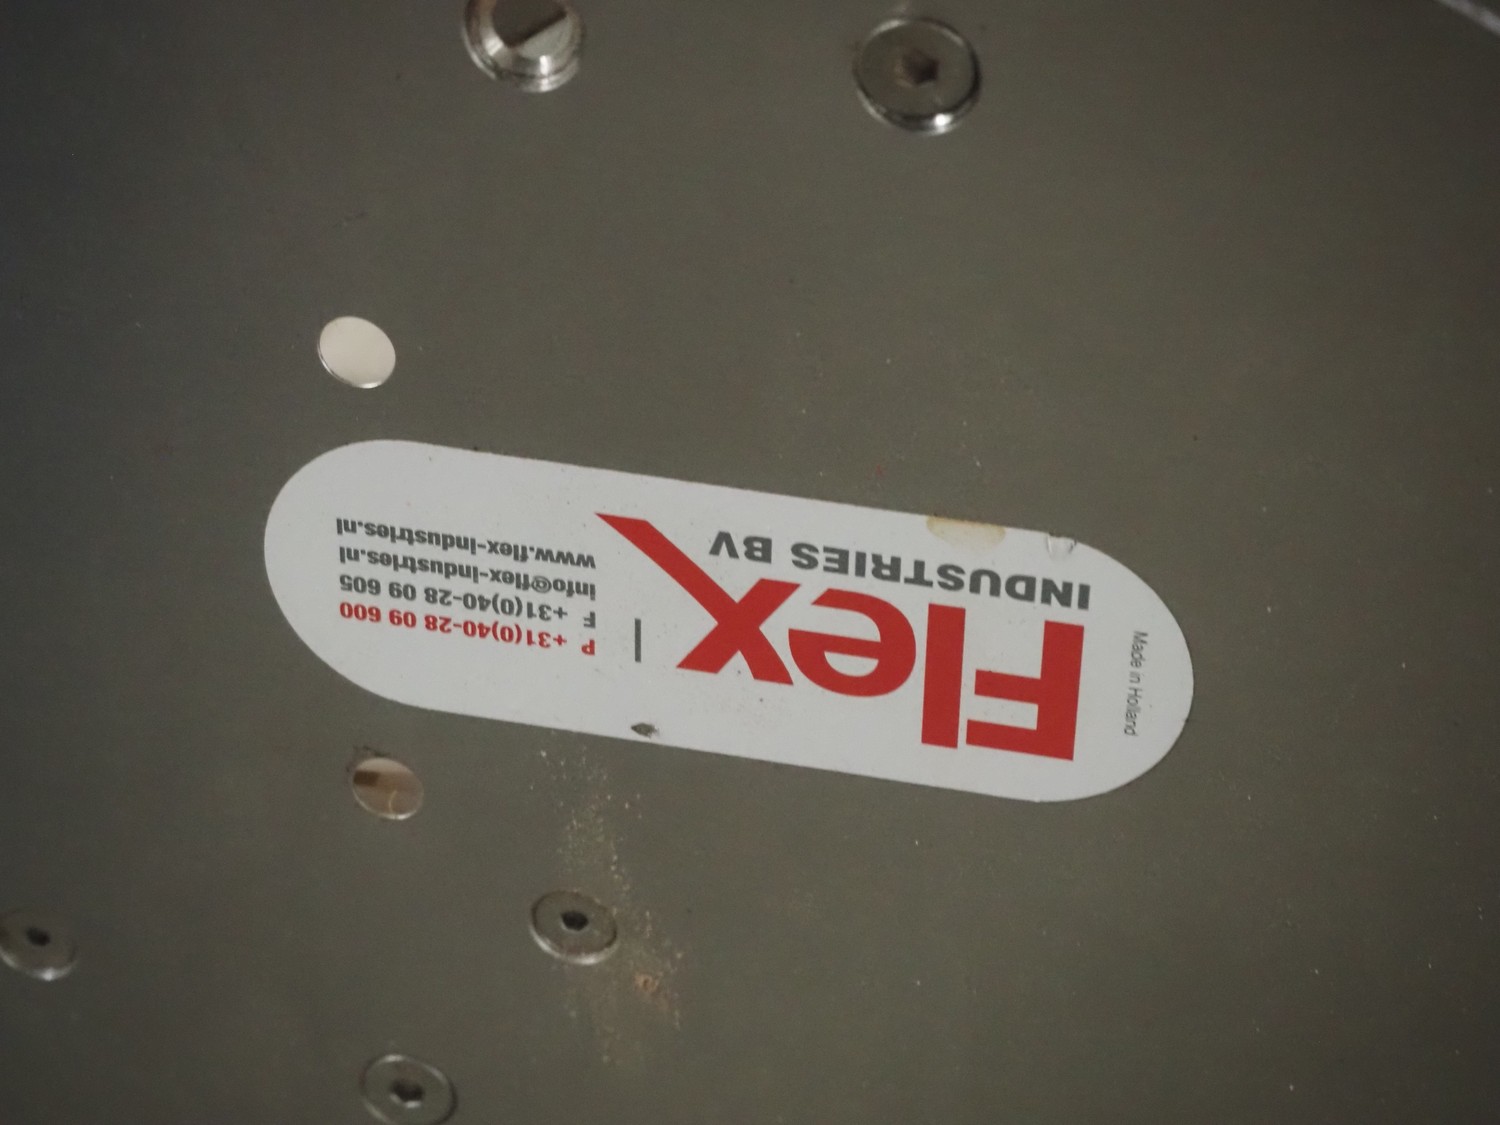 Made in Holland
Flex
INDUSTRIES BV
P +31(0)40-28 09 600
F +31(0)40-28 09 605
info@flex-industries.nl
www.flex-industries.nl